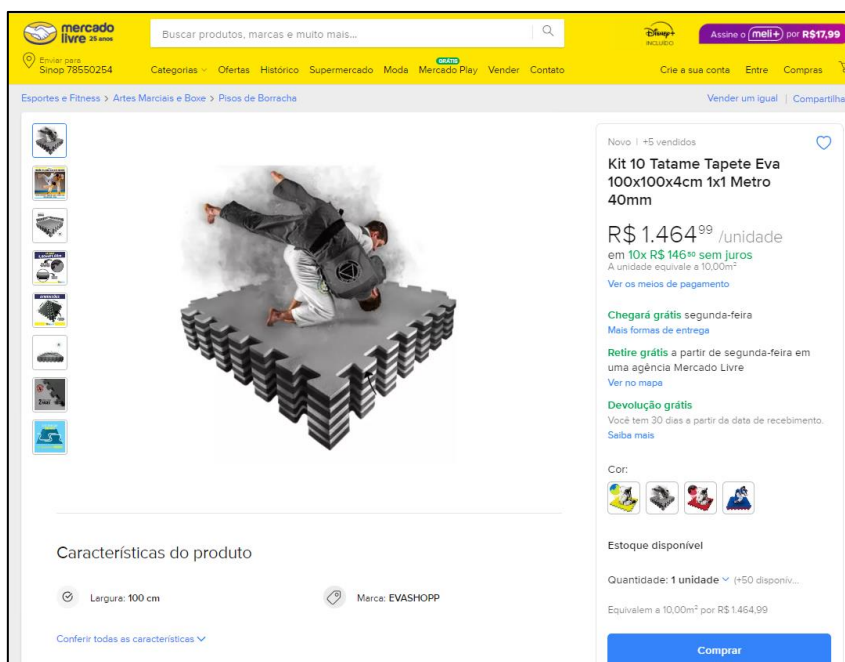 mercado
livre 25 anos
Buscar produtos, marcas e muito mais...
Disney+
INCLUÍDO
Assine o meli+ por R$17,99
Enviar para
Sinop 78550254
Categorias Ofertas Histórico Supermercado Moda Mercado Play Vender Contato
GRÁTIS
Crie a sua conta Entre Compras
Esportes e Fitness > Artes Marciais e Boxe > Pisos de Borracha
Vender um igual | Compartilha
Novo | +5 vendidos
Kit 10 Tatame Tapete Eva
100x100x4cm 1x1 Metro
40mm
R$ 1.464 99 /unidade
em 10x R$ 146 50 sem juros
A unidade equivale a 10,00m²
Ver os meios de pagamento
Chegará grátis segunda-feira
Mais formas de entrega
Retire grátis a partir de segunda-feira em
uma agência Mercado Livre
Ver no mapa
Devolução grátis
Você tem 30 dias a partir da data de recebimento.
Saiba mais
Cor:
Estoque disponível
Quantidade: 1 unidade (+50 disponív...
Equivalem a 10,00m² por R$ 1.464,99
Comprar
Características do produto
Largura: 100 cm
Marca: EVASHOPP
Conferir todas as características